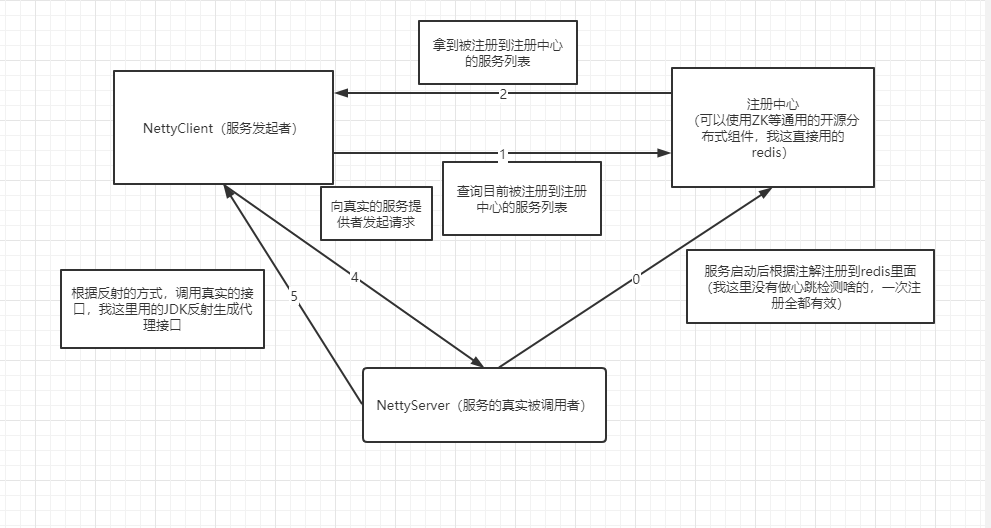 拿到被注册到注册中心
的服务列表
2
NettyClient（服务发起者）
注册中心
（可以使用ZK等通用的开源分
布式组件，我这直接用的
redis）
1
查询目前被注册到注册
中心的服务列表
向真实的服务提
供者发起请求
服务启动后根据注解注册到redis里面
（我这里没有做心跳检测啥的，一次注
册全都有效）
根据反射的方式，调用真实的接
口，我这里用的JDK反射生成代
理接口
5
4
0
NettyServer（服务的真实被调用者）